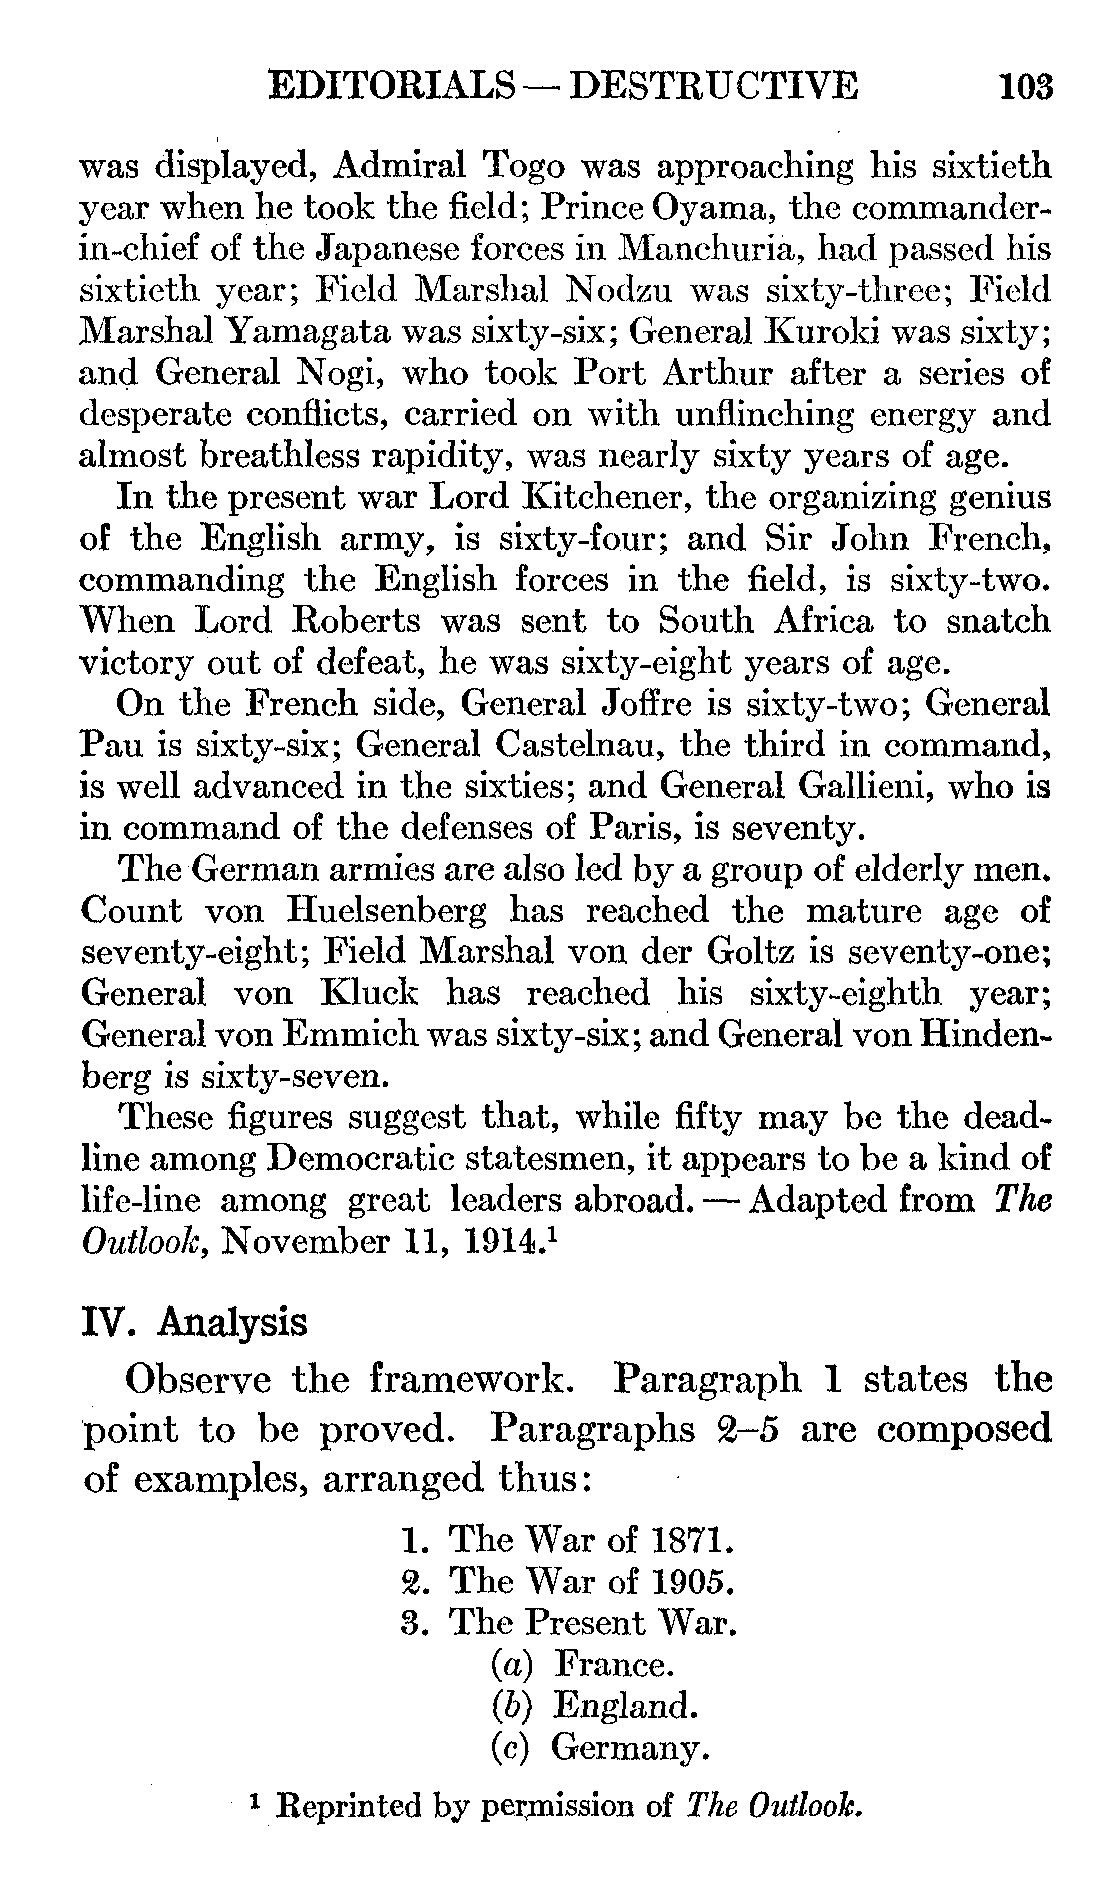 EDITORIALS — DESTRUCTIVE 103
was displayed, Admiral Togo was approaching his sixtieth
year when he took the field; Prince Oyama, the commander-
in-chief of the Japanese forces in Manchuria, had passed his
sixtieth year; Field Marshal Nodzu was sixty-three; Field
Marshal Yamagata was sixty-six; General Kuroki was sixty;
and General Nogi, who took Port Arthur after a series of
desperate conflicts, carried on with unflinching energy and
almost breathless rapidity, was nearly sixty years of age.
In the present war Lord Kitchener, the organizing genius
of the English army, is sixty-four; and Sir John French,
commanding the English forces in the field, is sixty-two.
When Lord Roberts was sent to South Africa to snatch
victory out of defeat, he was sixty-eight years of age.
On the French side, General Joffre is sixty-two; General
Pau is sixty-six; General Castelnau, the third in command,
is well advanced in the sixties; and General Gallieni, who is
in command of the defenses of Paris, is seventy.
The German armies are also led by a group of elderly men.
Count von Huelsenberg has reached the mature age of
seventy-eight; Field Marshal von der Goltz is seventy-one;
General von Kluck has reached his sixty-eighth year;
General von Emmich was sixty-six; and General von Hinden-
berg is sixty-seven.
These figures suggest that, while fifty may be the dead-
line among Democratic statesmen, it appears to be a kind of
life-line among great leaders abroad. — Adapted from The
Outlook, November 11, 1914.¹
IV. Analysis
Observe the framework. Paragraph 1 states the
point to be proved. Paragraphs 2–5 are composed
of examples, arranged thus:
1. The War of 1871.
2. The War of 1905.
3. The Present War.
(a) France.
(b) England.
(c) Germany.
¹ Reprinted by permission of The Outlook.